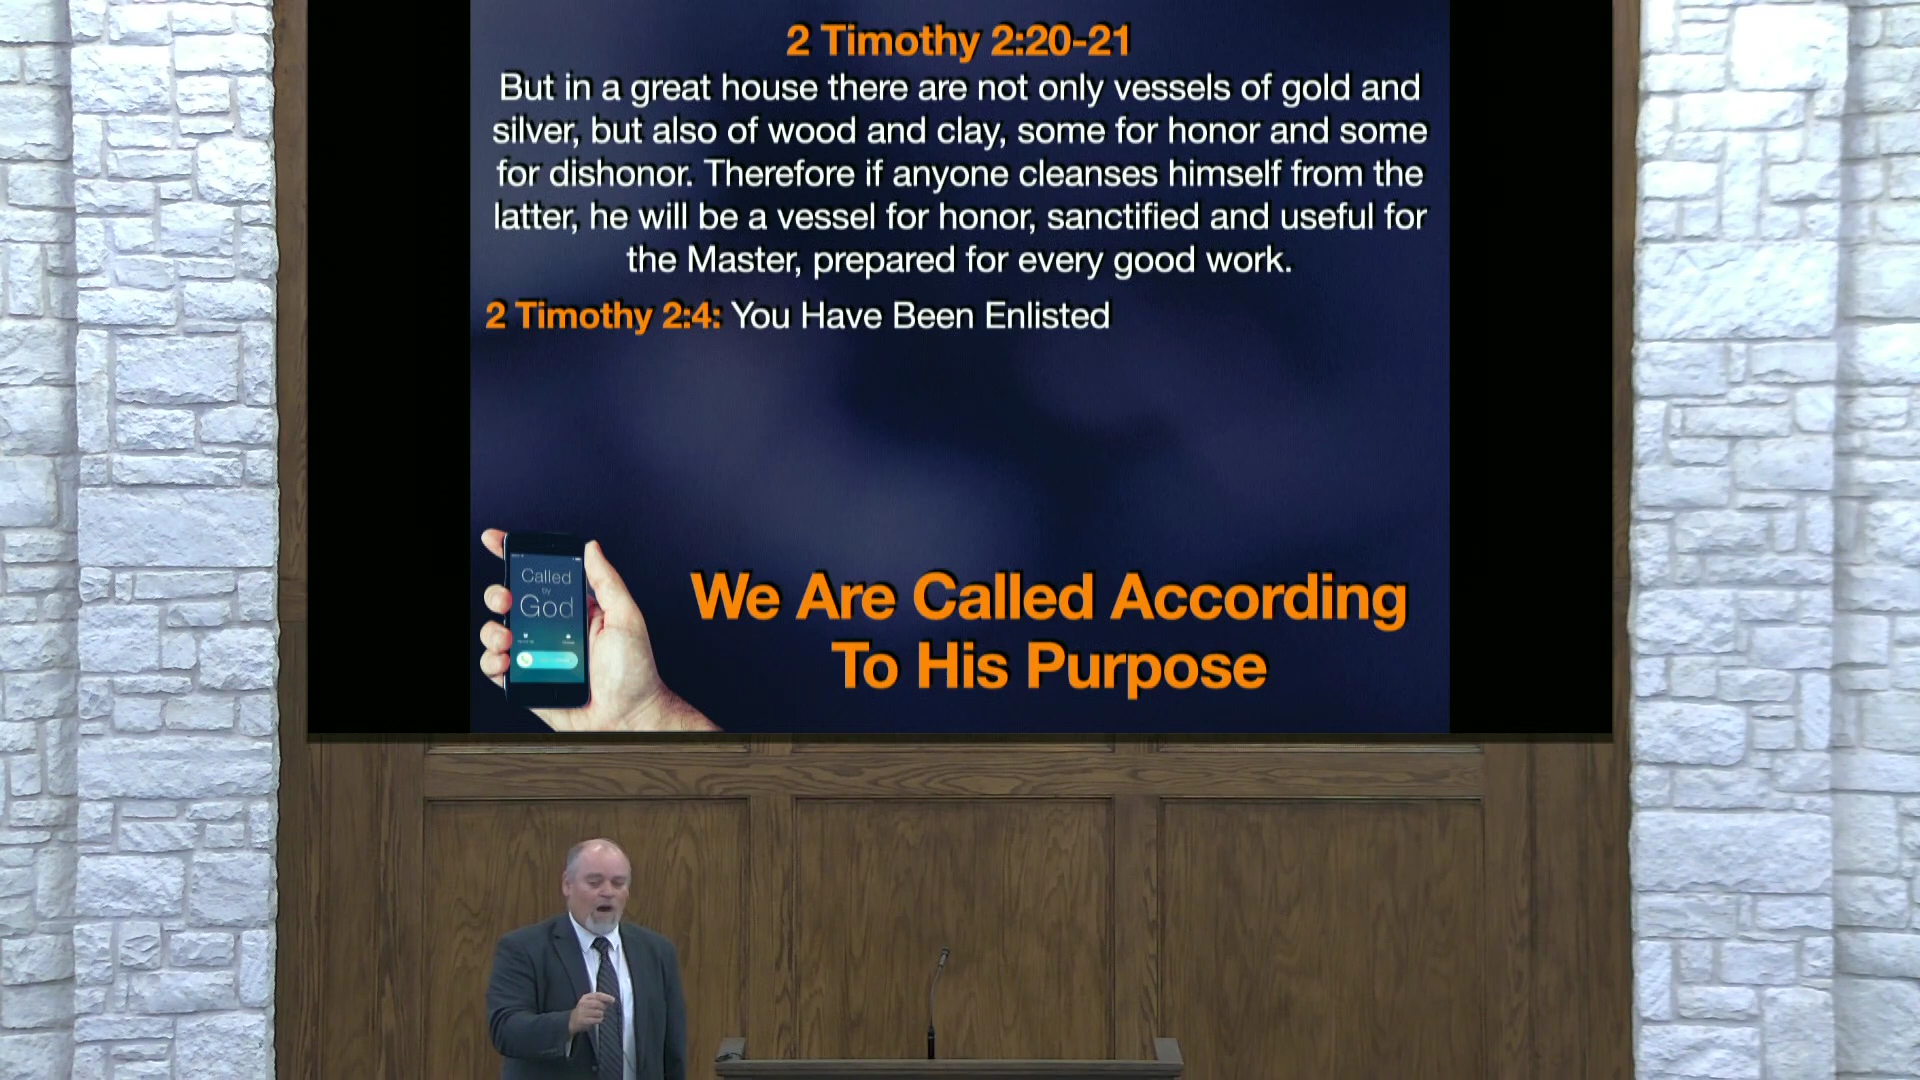 2 Timothy 2:20-21
But in a great house there are not only vessels of gold and
silver, but also of wood and clay, some for honor and some
for dishonor. Therefore if anyone cleanses himself from the
latter, he will be a vessel for honor, sanctified and useful for
the Master, prepared for every good work.
2 Timothy 2:4: You Have Been Enlisted
Called
by
God
We Are Called According
To His Purpose